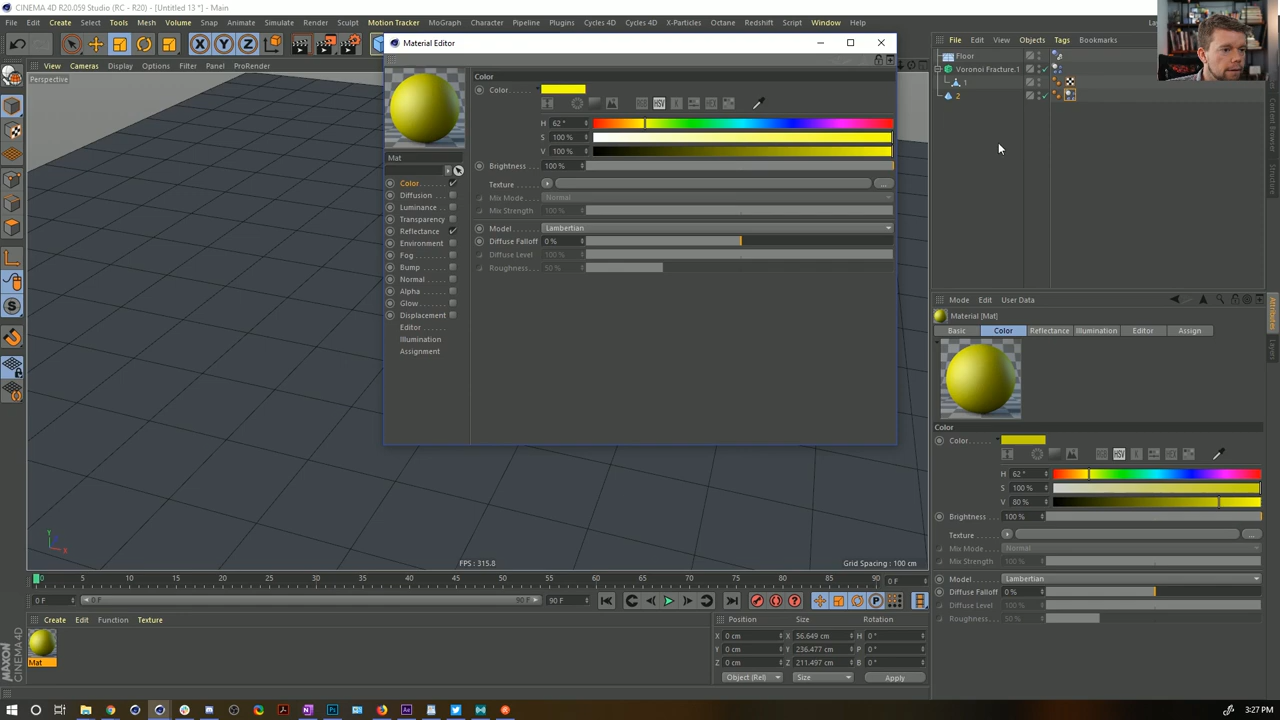 CINEMA 4D R20.059 Studio (RC - R20) - [Untitled 13 *] - Main
File Edit Create Select Tools Mesh Volume Snap Animate Simulate Render Sculpt Motion Tracker MoGraph Character Pipeline Plugins Cycles 4D Cycles 4D X-Particles Octane Redshift Script Window Help
File Edit View Objects Tags Bookmarks
View Cameras Display Options Filter Panel ProRender
Perspective
Floor
Voronoi Fracture.1
1
2
Material Editor
Mat
Color
Diffusion
Luminance
Transparency
Reflectance
Environment
Fog
Bump
Normal
Alpha
Glow
Displacement
Editor
Illumination
Assignment
Color
Color
H 62 °
S 100 %
V 100 %
Brightness 100 %
Texture
Mix Mode Normal
Mix Strength 100 %
Model Lambertian
Diffuse Falloff 0 %
Diffuse Level 100 %
Roughness 50 %
Content Browser
Structure
Attributes
Layers
Mode Edit User Data
Material [Mat]
Basic Color Reflectance Illumination Editor Assign
Color
Color
H 62 °
S 100 %
V 80 %
Brightness 100 %
Texture
Mix Mode Normal
Mix Strength 100 %
Model Lambertian
Diffuse Falloff 0 %
Diffuse Level 100 %
Roughness 50 %
Y
X
FPS : 315.8
Grid Spacing : 100 cm
0 5 10 15 20 25 30 35 40 45 50 55 60 65 70 75 80 85 90 0 F
0 F 0 F 90 F 90 F
Create Edit Function Texture
Mat
Position Size Rotation
X 0 cm X 56.649 cm H 0 °
Y 0 cm Y 236.477 cm P 0 °
Z 0 cm Z 211.497 cm B 0 °
Object (Rel) Size Apply
MAXON
CINEMA 4D
3:27 PM